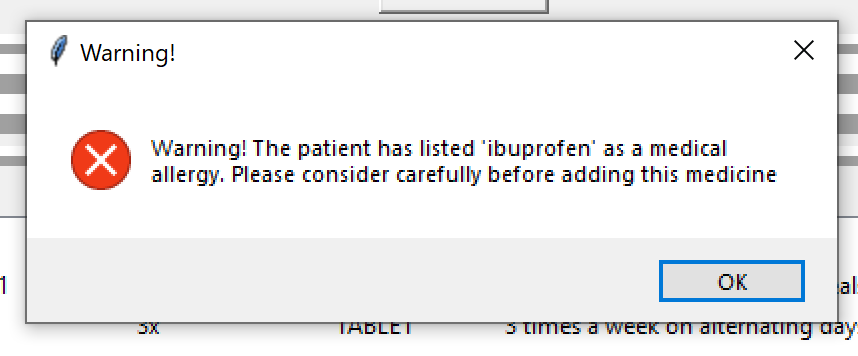 Warning!
Warning! The patient has listed 'ibuprofen' as a medical
allergy. Please consider carefully before adding this medicine
OK
1
3x TABLET 3 times a week on alternating day